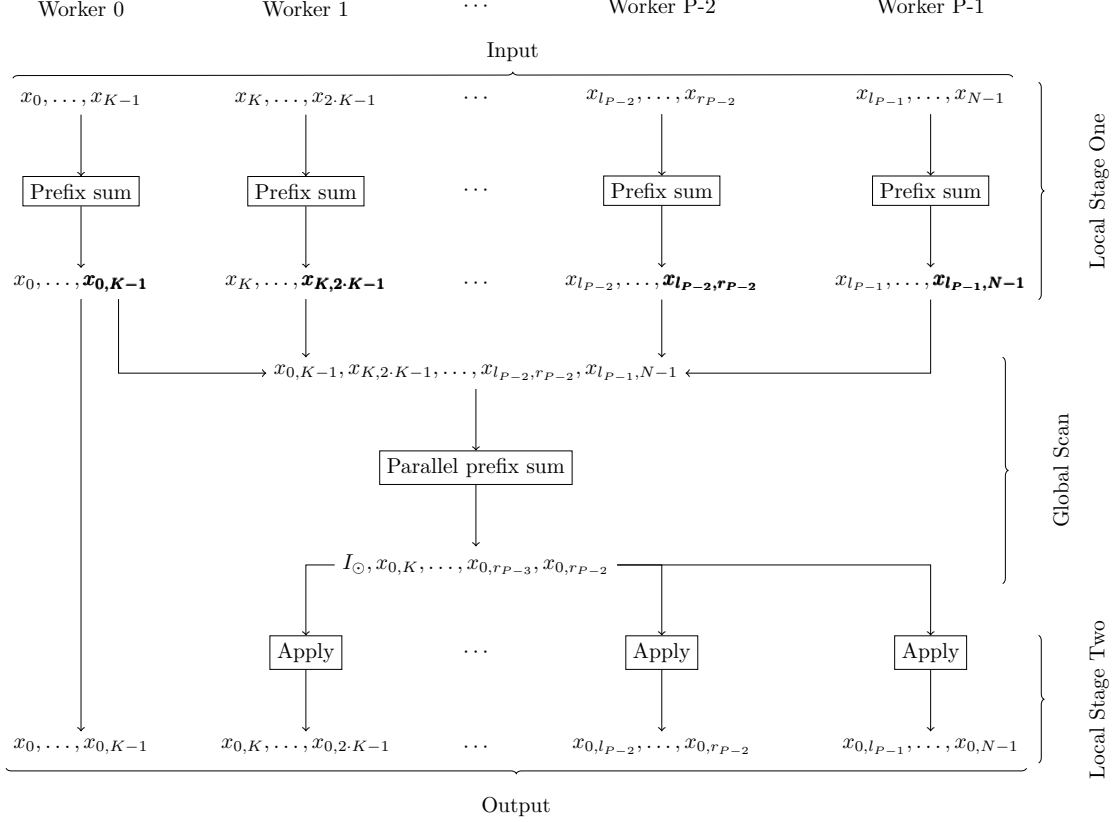 Worker 0 Worker 1 ⋯ Worker P-2 Worker P-1
Input
x_0, …, x_{K−1} x_K, …, x_{2·K−1} ⋯ x_{l_{P−2}}, …, x_{r_{P−2}} x_{l_{P−1}}, …, x_{N−1}
Prefix sum Prefix sum ⋯ Prefix sum Prefix sum
Local Stage One
x_0, …, x_{0,K−1} x_K, …, x_{K,2·K−1} ⋯ x_{l_{P−2}}, …, x_{l_{P−2},r_{P−2}} x_{l_{P−1}}, …, x_{l_{P−1},N−1}
x_{0,K−1}, x_{K,2·K−1}, …, x_{l_{P−2},r_{P−2}}, x_{l_{P−1},N−1}
Parallel prefix sum
Global Scan
I_⊙, x_{0,K}, …, x_{0,r_{P−3}}, x_{0,r_{P−2}}
Apply ⋯ Apply Apply
Local Stage Two
x_0, …, x_{0,K−1} x_{0,K}, …, x_{0,2·K−1} ⋯ x_{0,l_{P−2}}, …, x_{0,r_{P−2}} x_{0,l_{P−1}}, …, x_{0,N−1}
Output